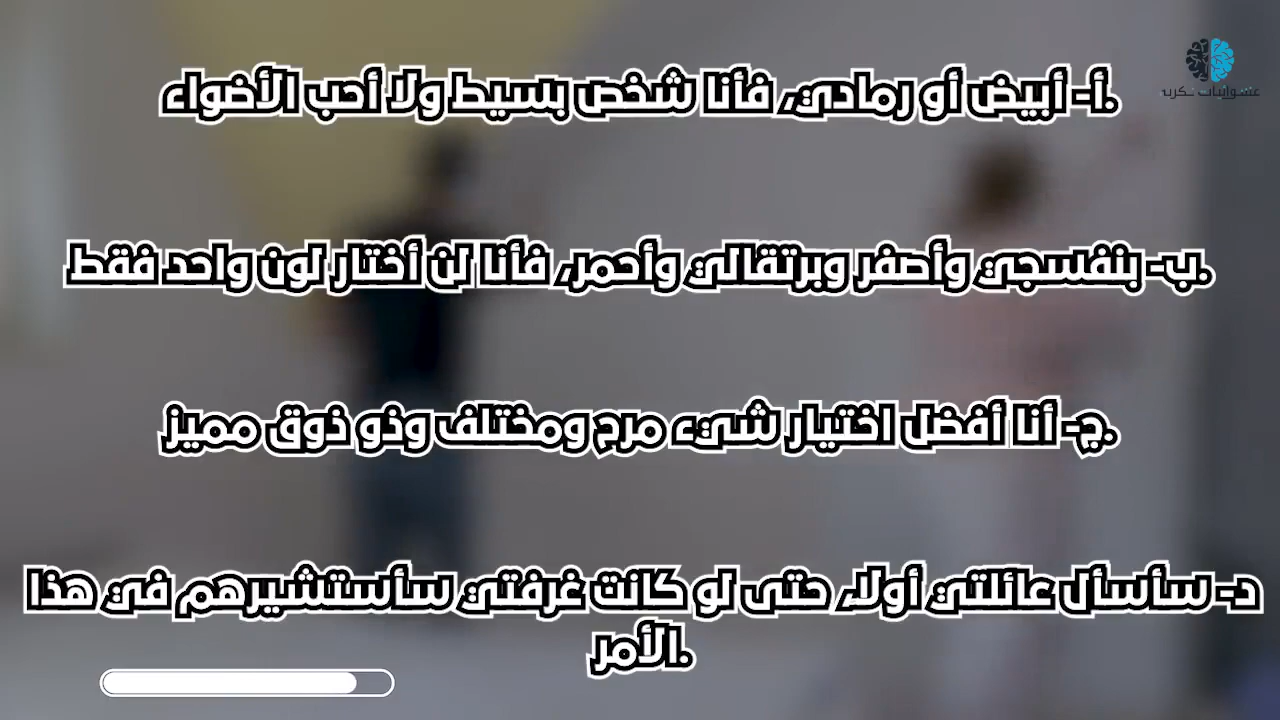 عشوائيات فكرية
أ- أبيض أو رمادي، فأنا شخص بسيط ولا أحب الأضواء.
ب- بنفسجي وأصفر وبرتقالي وأحمر، فأنا لن أختار لون واحد فقط.
ج- أنا أفضل اختيار شيء مرح ومختلف وذو ذوق مميز.
د- سأسأل عائلتي أولا، حتى لو كانت غرفتي سأستشيرهم في هذا
الأمر.